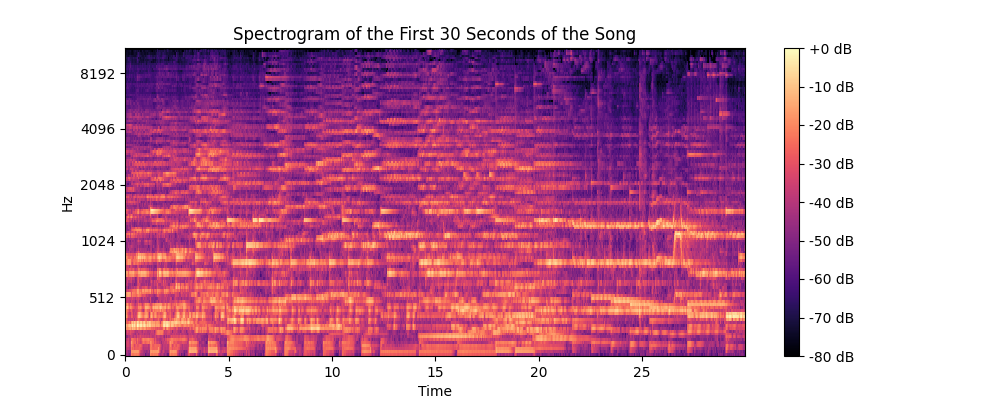 Spectrogram of the First 30 Seconds of the Song
Hz
8192
4096
2048
1024
512
0
0 5 10 15 20 25
Time
+0 dB
-10 dB
-20 dB
-30 dB
-40 dB
-50 dB
-60 dB
-70 dB
-80 dB